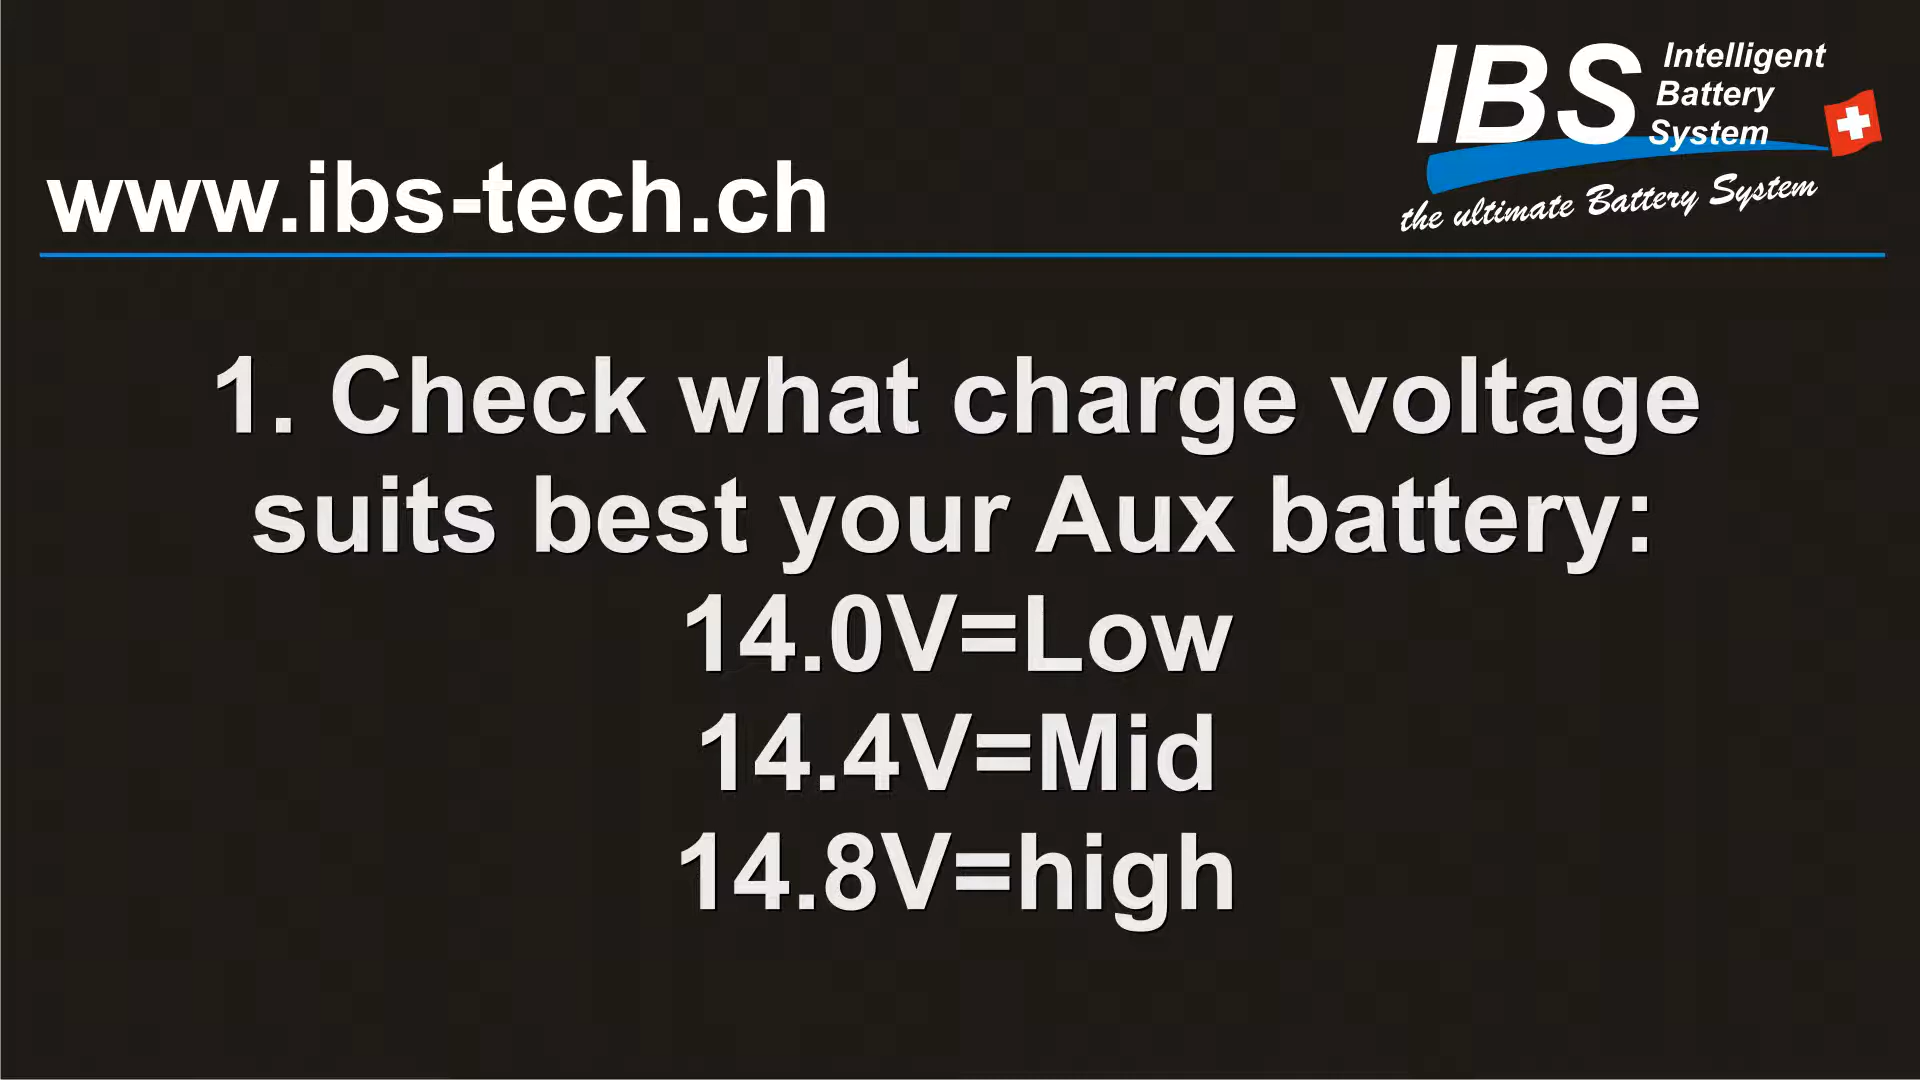 IBS Intelligent
Battery
System
the ultimate Battery System
www.ibs-tech.ch
1. Check what charge voltage
suits best your Aux battery:
14.0V=Low
14.4V=Mid
14.8V=high